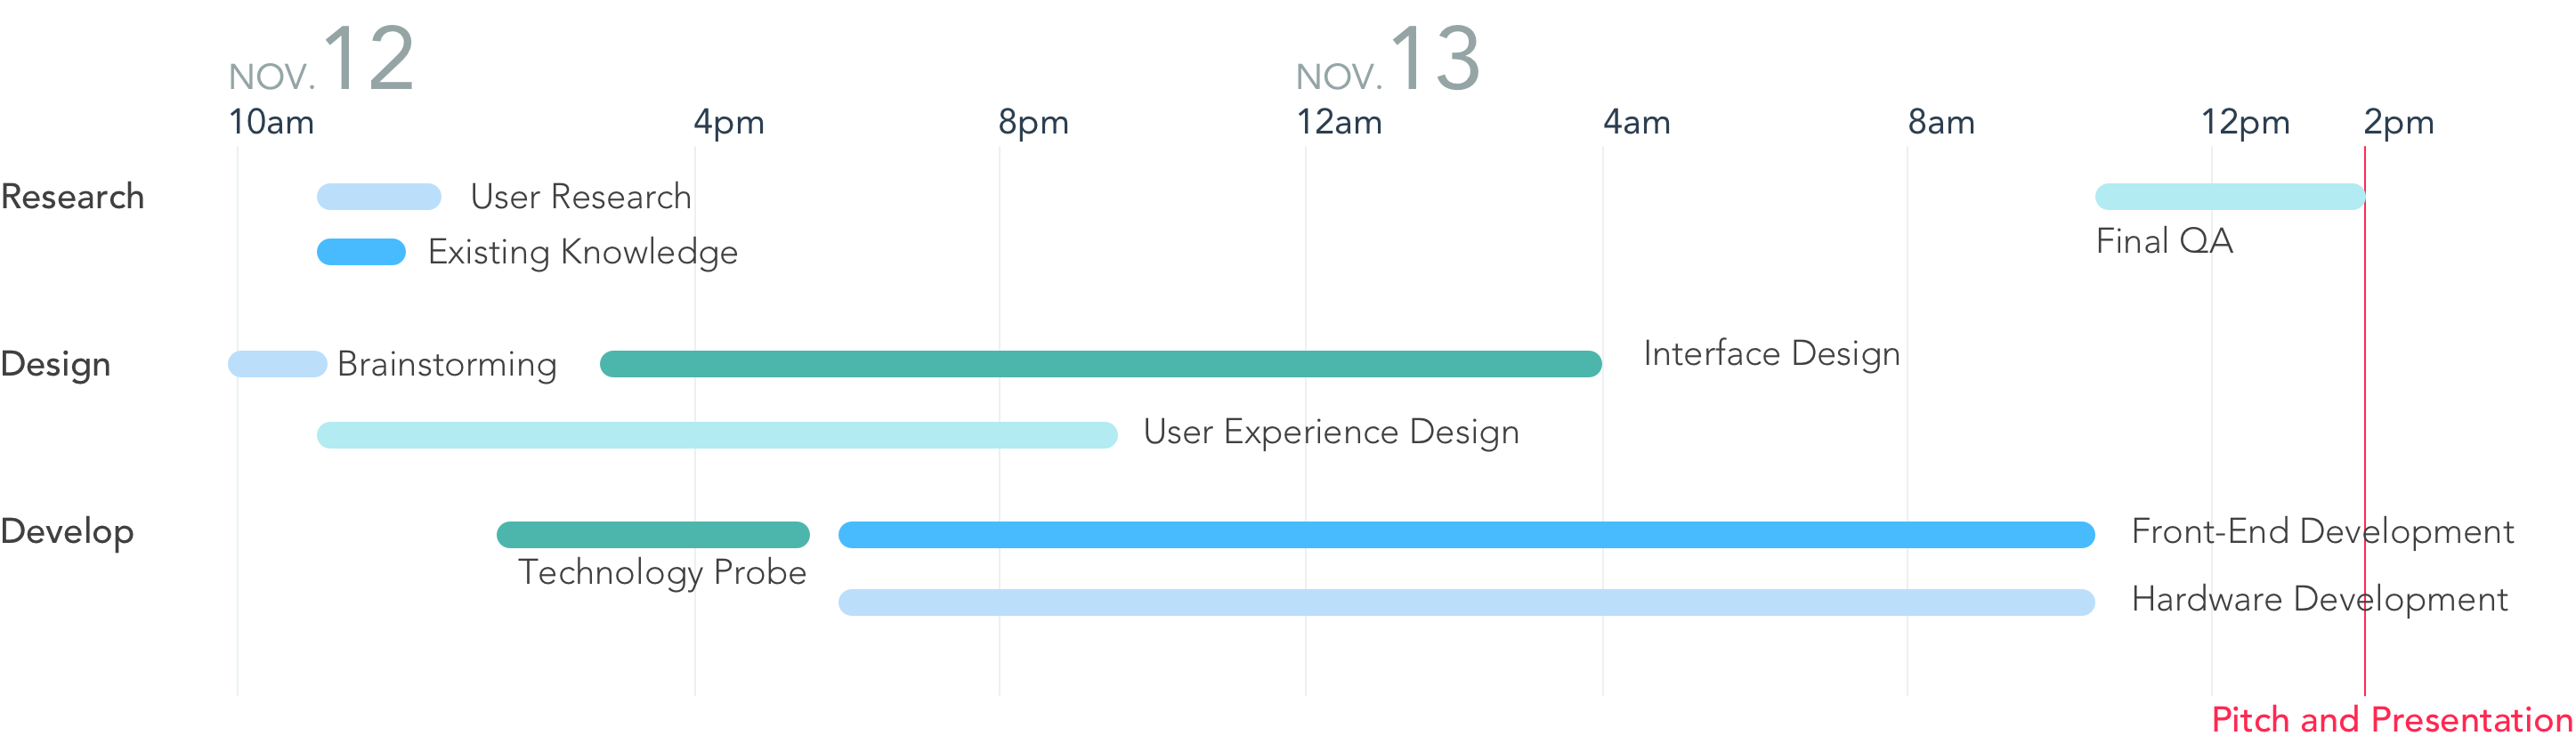 NOV. 12 NOV. 13
10am 4pm 8pm 12am 4am 8am 12pm 2pm
Research User Research
Existing Knowledge Final QA
Design Brainstorming Interface Design
User Experience Design
Develop Front-End Development
Technology Probe
Hardware Development
Pitch and Presentation